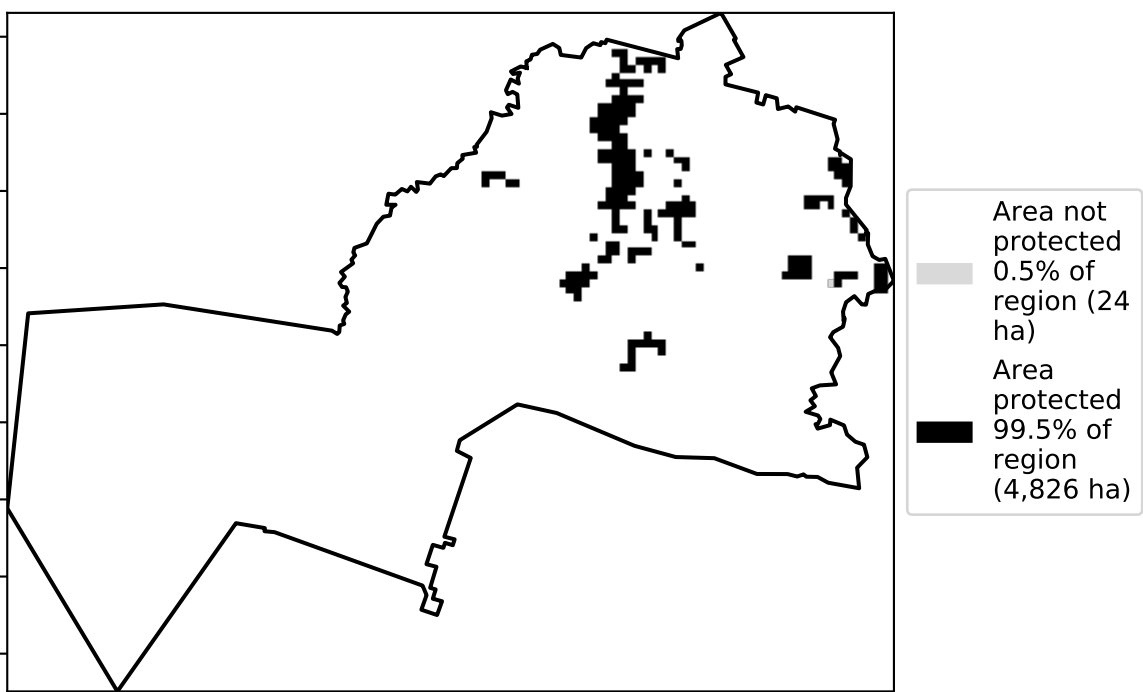 Area not
protected
0.5% of
region (24
ha)
Area
protected
99.5% of
region
(4,826 ha)